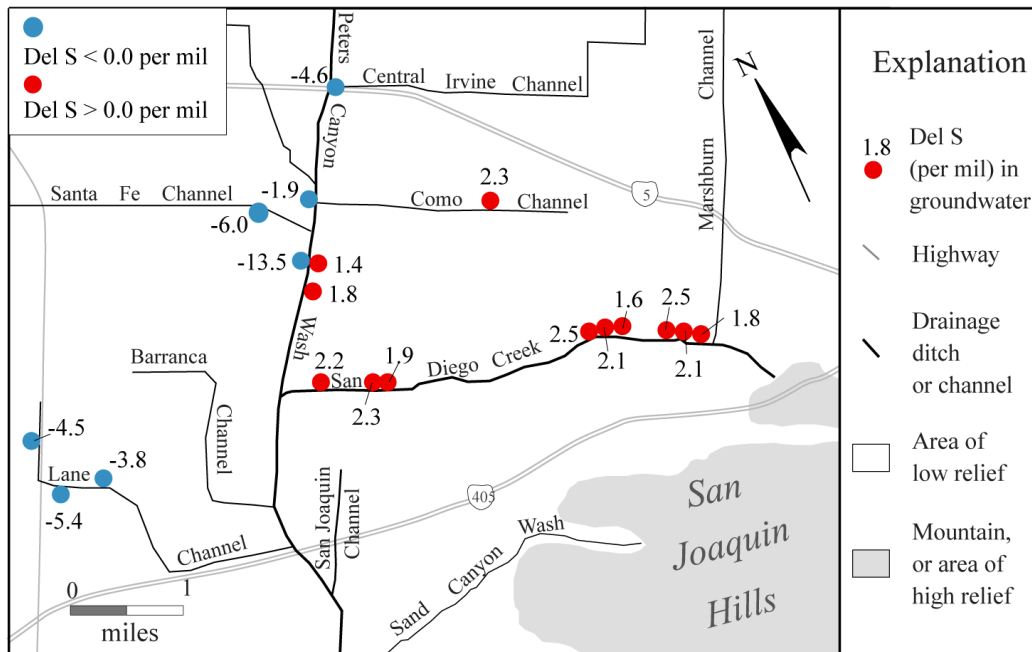 Del S < 0.0 per mil
Del S > 0.0 per mil
Peters
Canyon
Wash
-4.6
Central Irvine Channel
Marshburn Channel
N
5
Santa Fe Channel
-1.9
-6.0
2.3
Como Channel
-13.5
1.4
1.8
2.5
1.6
2.1
2.5
1.8
2.1
Barranca
Channel
2.2
1.9
San Diego Creek
2.3
-4.5
Lane
-3.8
-5.4
Channel
San Joaquin
Channel
405
Sand Canyon Wash
San
Joaquin
Hills
0 1
miles
Explanation
1.8
Del S
(per mil) in
groundwater
Highway
Drainage
ditch
or channel
Area of
low relief
Mountain,
or area of
high relief